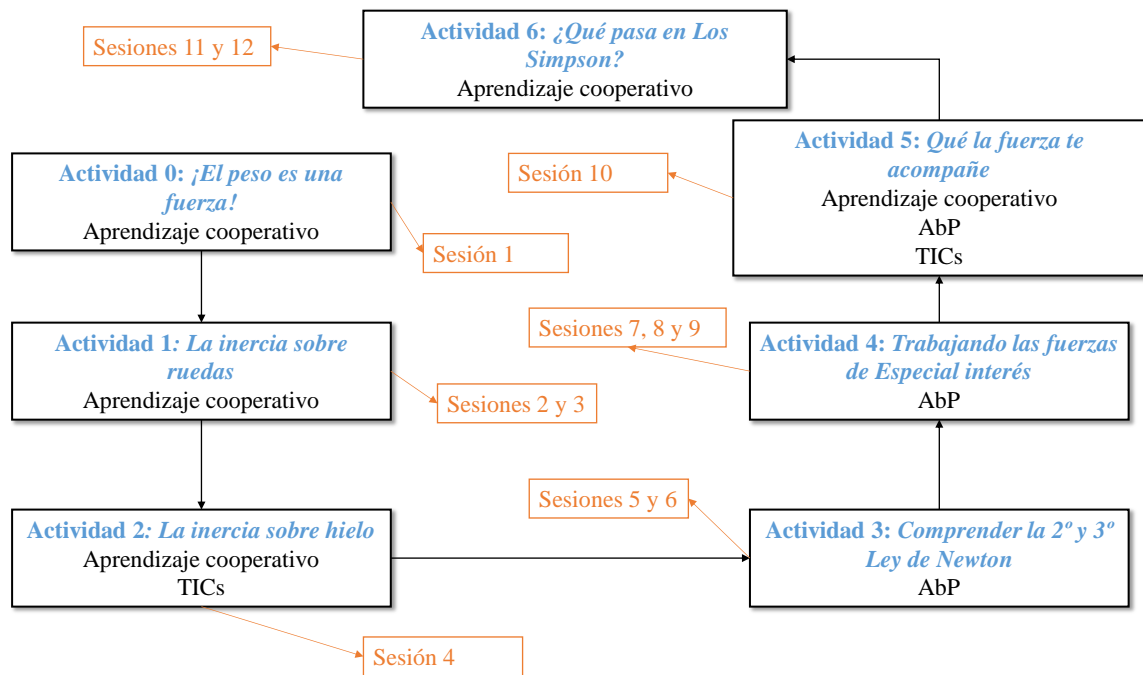 Actividad 6: ¿Qué pasa en Los
Simpson?
Aprendizaje cooperativo
Sesiones 11 y 12
Actividad 5: Qué la fuerza te
acompañe
Aprendizaje cooperativo
AbP
TICs
Sesión 10
Actividad 0: ¡El peso es una
fuerza!
Aprendizaje cooperativo
Sesión 1
Actividad 1: La inercia sobre
ruedas
Aprendizaje cooperativo
Sesiones 2 y 3
Sesiones 7, 8 y 9
Actividad 4: Trabajando las fuerzas
de Especial interés
AbP
Sesiones 5 y 6
Actividad 2: La inercia sobre hielo
Aprendizaje cooperativo
TICs
Actividad 3: Comprender la 2º y 3º
Ley de Newton
AbP
Sesión 4